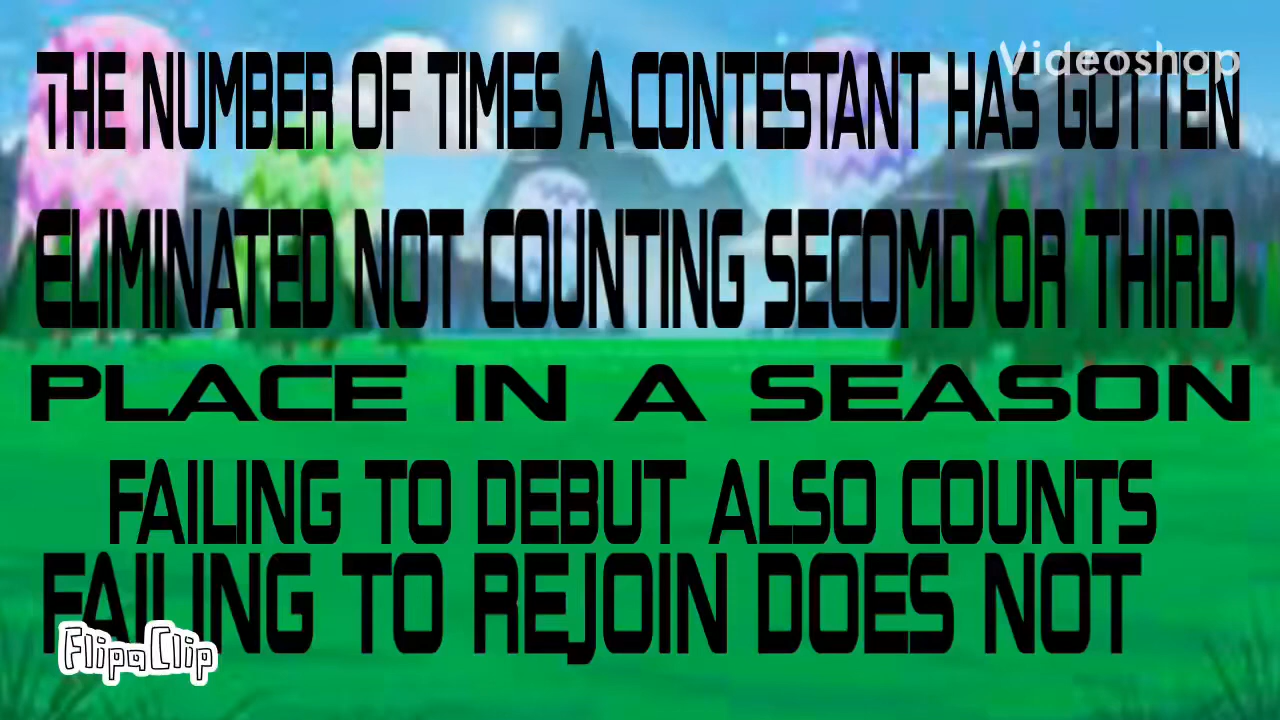 Videoshop
THE NUMBER OF TIMES A CONTESTANT HAS GOTTEN
ELIMINATED NOT COUNTING SECOMD OR THIRD
PLACE IN A SEASON
FAILING TO DEBUT ALSO COUNTS
FAILING TO REJOIN DOES NOT
FlipaClip